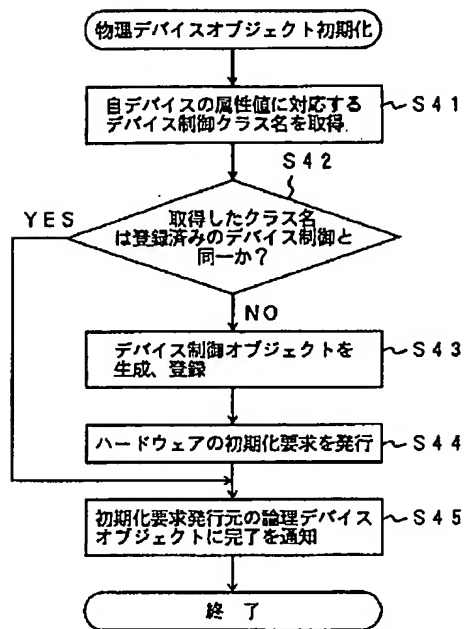 物理デバイスオブジェクト初期化
自デバイスの属性値に対応する
デバイス制御クラス名を取得
S41
S42
YES
取得したクラス名
は登録済みのデバイス制御と
同一か？
NO
デバイス制御オブジェクトを
生成、登録
S43
ハードウェアの初期化要求を発行
S44
初期化要求発行元の論理デバイス
オブジェクトに完了を通知
S45
終了